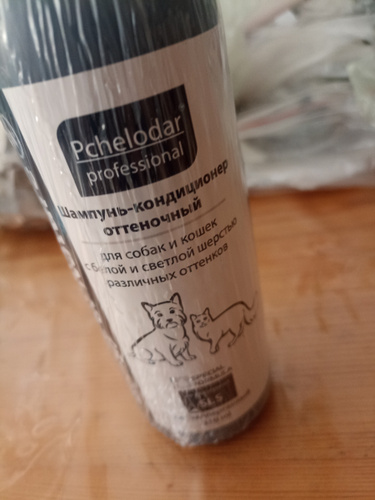 Pchelodar
professional
Шампунь-кондиционер
оттеночный
для собак и кошек
с белой и светлой шерстью
различных оттенков